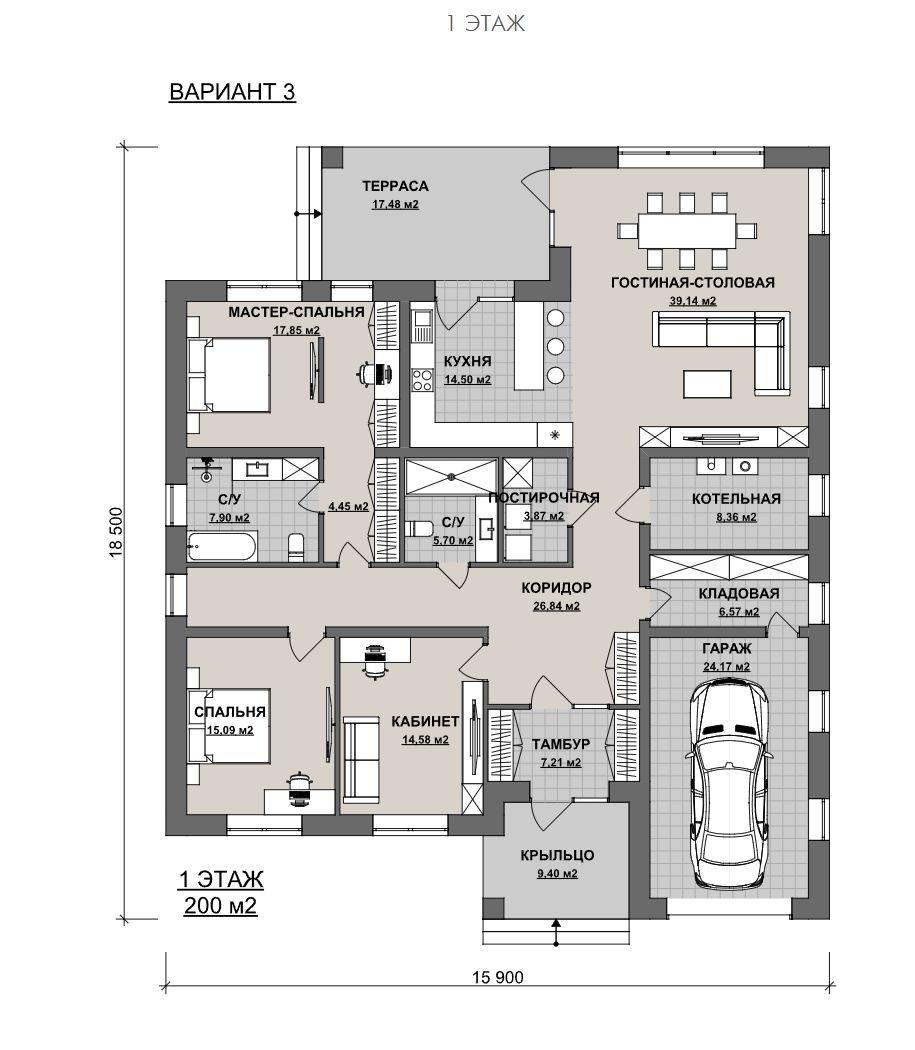 1 ЭТАЖ
ВАРИАНТ 3
ТЕРРАСА
17.48 м2
ГОСТИНАЯ-СТОЛОВАЯ
39.14 м2
МАСТЕР-СПАЛЬНЯ
17.85 м2
КУХНЯ
14.50 м2
С/У
7.90 м2
4.45 м2
С/У
5.70 м2
ПОСТИРОЧНАЯ
3.87 м2
КОТЕЛЬНАЯ
8.36 м2
КОРИДОР
26.84 м2
КЛАДОВАЯ
6.57 м2
ГАРАЖ
24.17 м2
СПАЛЬНЯ
15.09 м2
КАБИНЕТ
14.58 м2
ТАМБУР
7.21 м2
КРЫЛЬЦО
9.40 м2
18 500
1 ЭТАЖ
200 м2
15 900